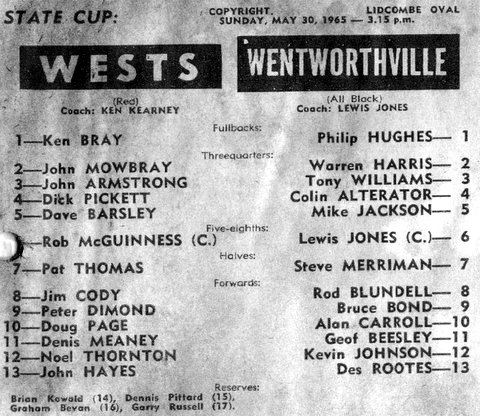 STATE CUP:
COPYRIGHT. LIDCOMBE OVAL
SUNDAY, MAY 30, 1965 — 3.15 p.m.
WESTS WENTWORTHVILLE
(Red) (All Black)
Coach: KEN KEARNEY Coach: LEWIS JONES
Fullbacks:
1—Ken BRAY Philip HUGHES— 1
Threequarters:
2—John MOWBRAY Warren HARRIS— 2
3—John ARMSTRONG Tony WILLIAMS— 3
4—Dick PICKETT Colin ALTERATOR— 4
5—Dave BARSLEY Mike JACKSON— 5
Five-eighths:
—Rob McGUINNESS (C.) Lewis JONES (C.)— 6
Halves:
7—Pat THOMAS Steve MERRIMAN— 7
Forwards:
8—Jim CODY Rod BLUNDELL— 8
9—Peter DIMOND Bruce BOND— 9
10—Doug PAGE Alan CARROLL—10
11—Denis MEANEY Geof BEESLEY—11
12—Noel THORNTON Kevin JOHNSON—12
13—John HAYES Des ROOTES—13
Reserves:
Brian Kowald (14), Dennis Pittard (15),
Graham Bevan (16), Garry Russell (17).